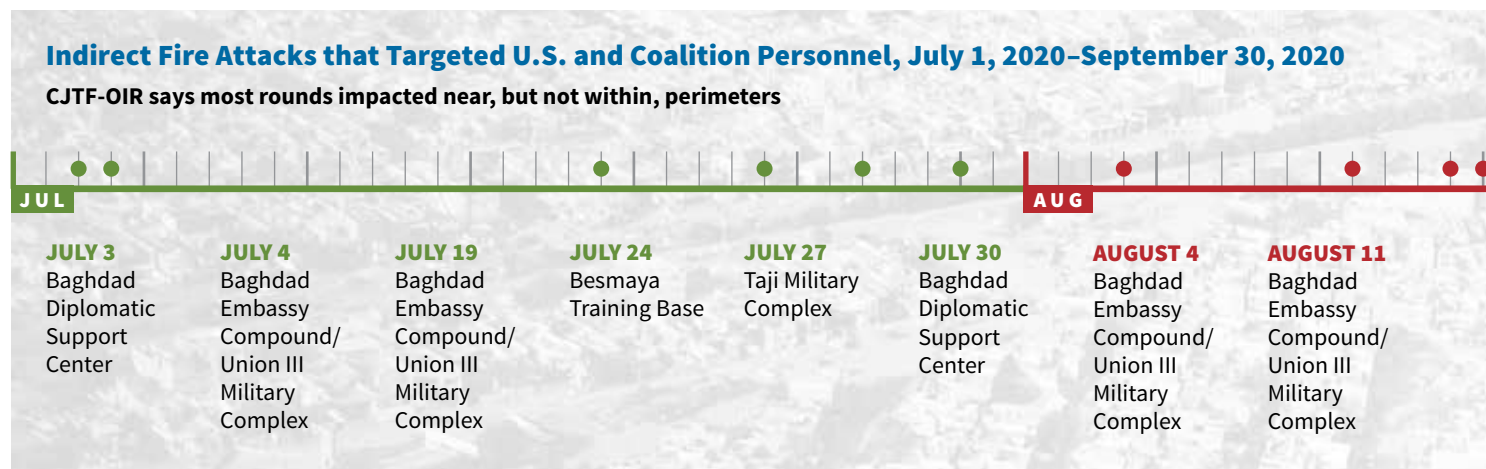 Indirect Fire Attacks that Targeted U.S. and Coalition Personnel, July 1, 2020–September 30, 2020
CJTF-OIR says most rounds impacted near, but not within, perimeters
JUL
AUG
JULY 3
Baghdad
Diplomatic
Support
Center
JULY 4
Baghdad
Embassy
Compound/
Union III
Military
Complex
JULY 19
Baghdad
Embassy
Compound/
Union III
Military
Complex
JULY 24
Besmaya
Training Base
JULY 27
Taji Military
Complex
JULY 30
Baghdad
Diplomatic
Support
Center
AUGUST 4
Baghdad
Embassy
Compound/
Union III
Military
Complex
AUGUST 11
Baghdad
Embassy
Compound/
Union III
Military
Complex